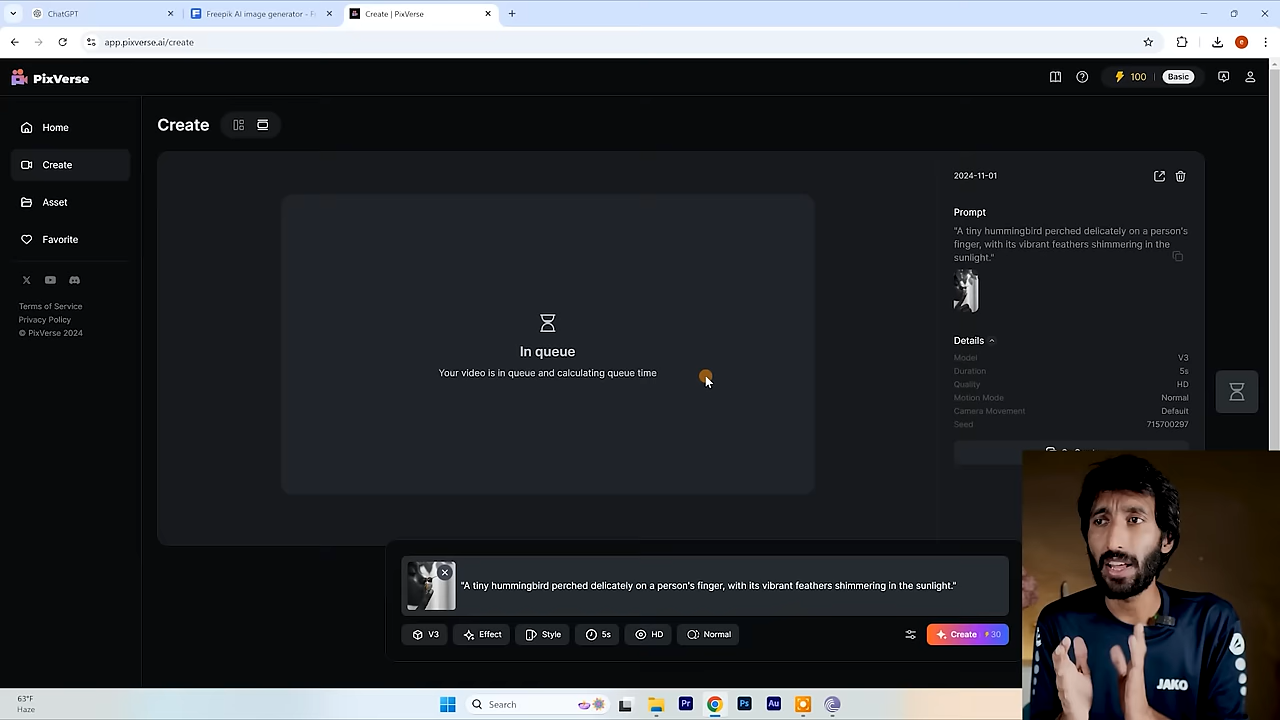 ChatGPT
Freepik AI image generator - F
Create | PixVerse
app.pixverse.ai/create
PixVerse
100
Basic
Home
Create
Asset
Favorite
Terms of Service
Privacy Policy
© PixVerse 2024
Create
In queue
Your video is in queue and calculating queue time
2024-11-01
Prompt
"A tiny hummingbird perched delicately on a person's
finger, with its vibrant feathers shimmering in the
sunlight."
Details
Model V3
Duration 5s
Quality HD
Motion Mode Normal
Camera Movement Default
Seed 715700297
"A tiny hummingbird perched delicately on a person's finger, with its vibrant feathers shimmering in the sunlight."
V3 Effect Style 5s HD Normal
Create 30
JAKO
63°F
Haze
Search
Pr
Ps
Au